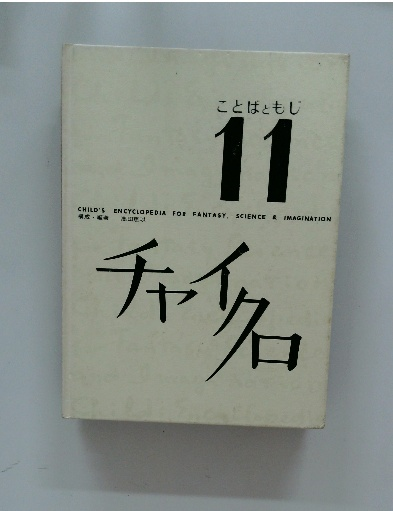 ことばともじ
11
CHILD'S ENCYCLOPEDIA FOR FANTASY, SCIENCE & IMAGINATION
構成・編者
チャイクロ